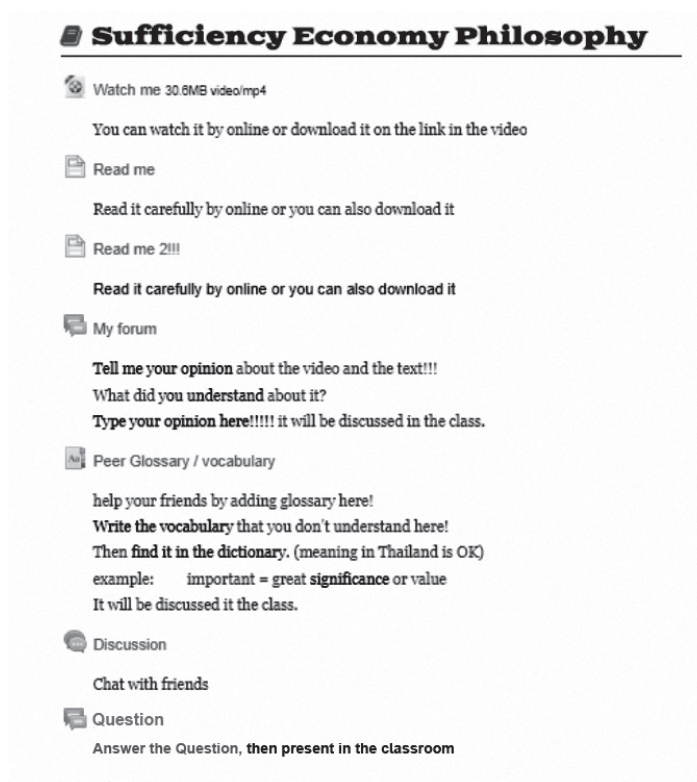 Sufficiency Economy Philosophy
Watch me 30.6MB video/mp4
You can watch it by online or download it on the link in the video
Read me
Read it carefully by online or you can also download it
Read me 2!!!
Read it carefully by online or you can also download it
My forum
Tell me your opinion about the video and the text!!!
What did you understand about it?
Type your opinion here!!!!! it will be discussed in the class.
Peer Glossary / vocabulary
help your friends by adding glossary here!
Write the vocabulary that you don't understand here!
Then find it in the dictionary. (meaning in Thailand is OK)
example: important = great significance or value
It will be discussed it the class.
Discussion
Chat with friends
Question
Answer the Question, then present in the classroom